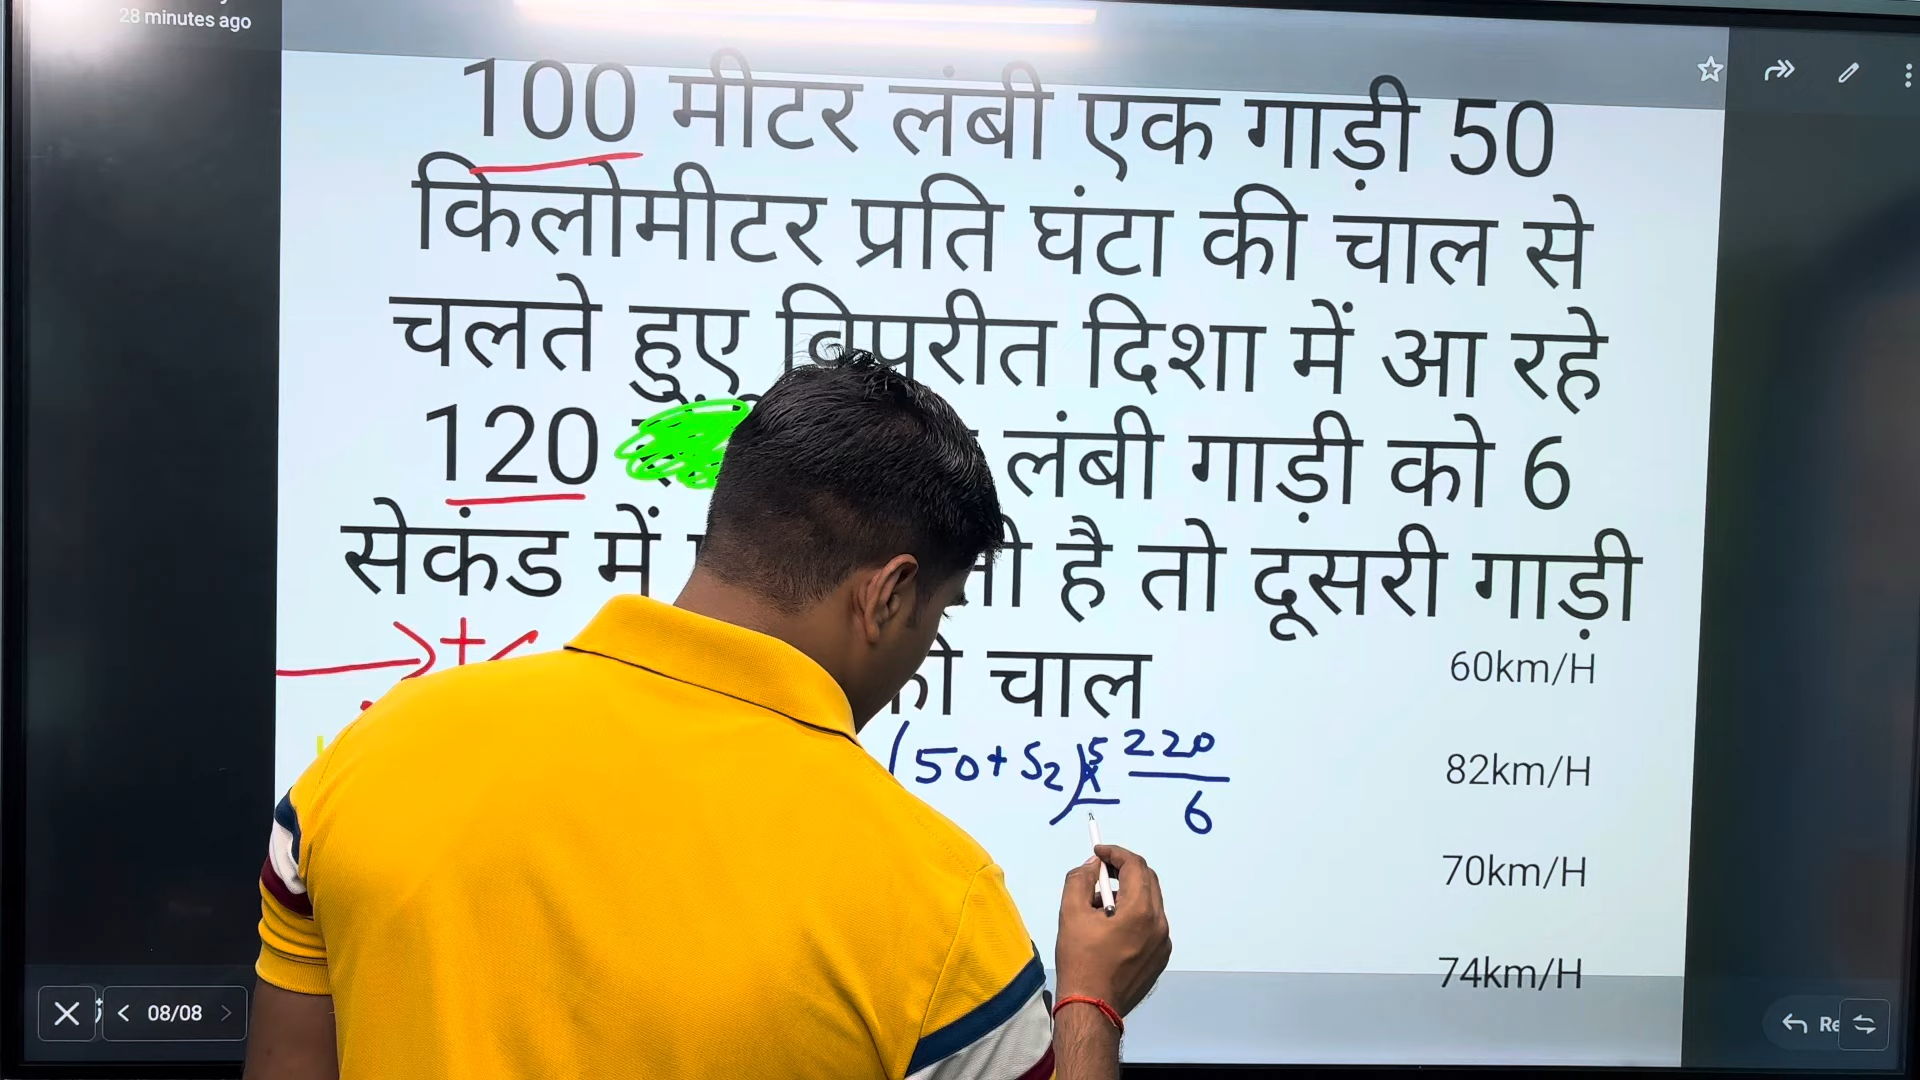 28 minutes ago
100 मीटर लंबी एक गाड़ी 50
किलोमीटर प्रति घंटा की चाल से
चलते हुए विपरीत दिशा में आ रहे
120 लंबी गाड़ी को 6
सेकंड में है तो दूसरी गाड़ी
की चाल
(50+S2) 5 220
6
60km/H
82km/H
70km/H
74km/H
08/08